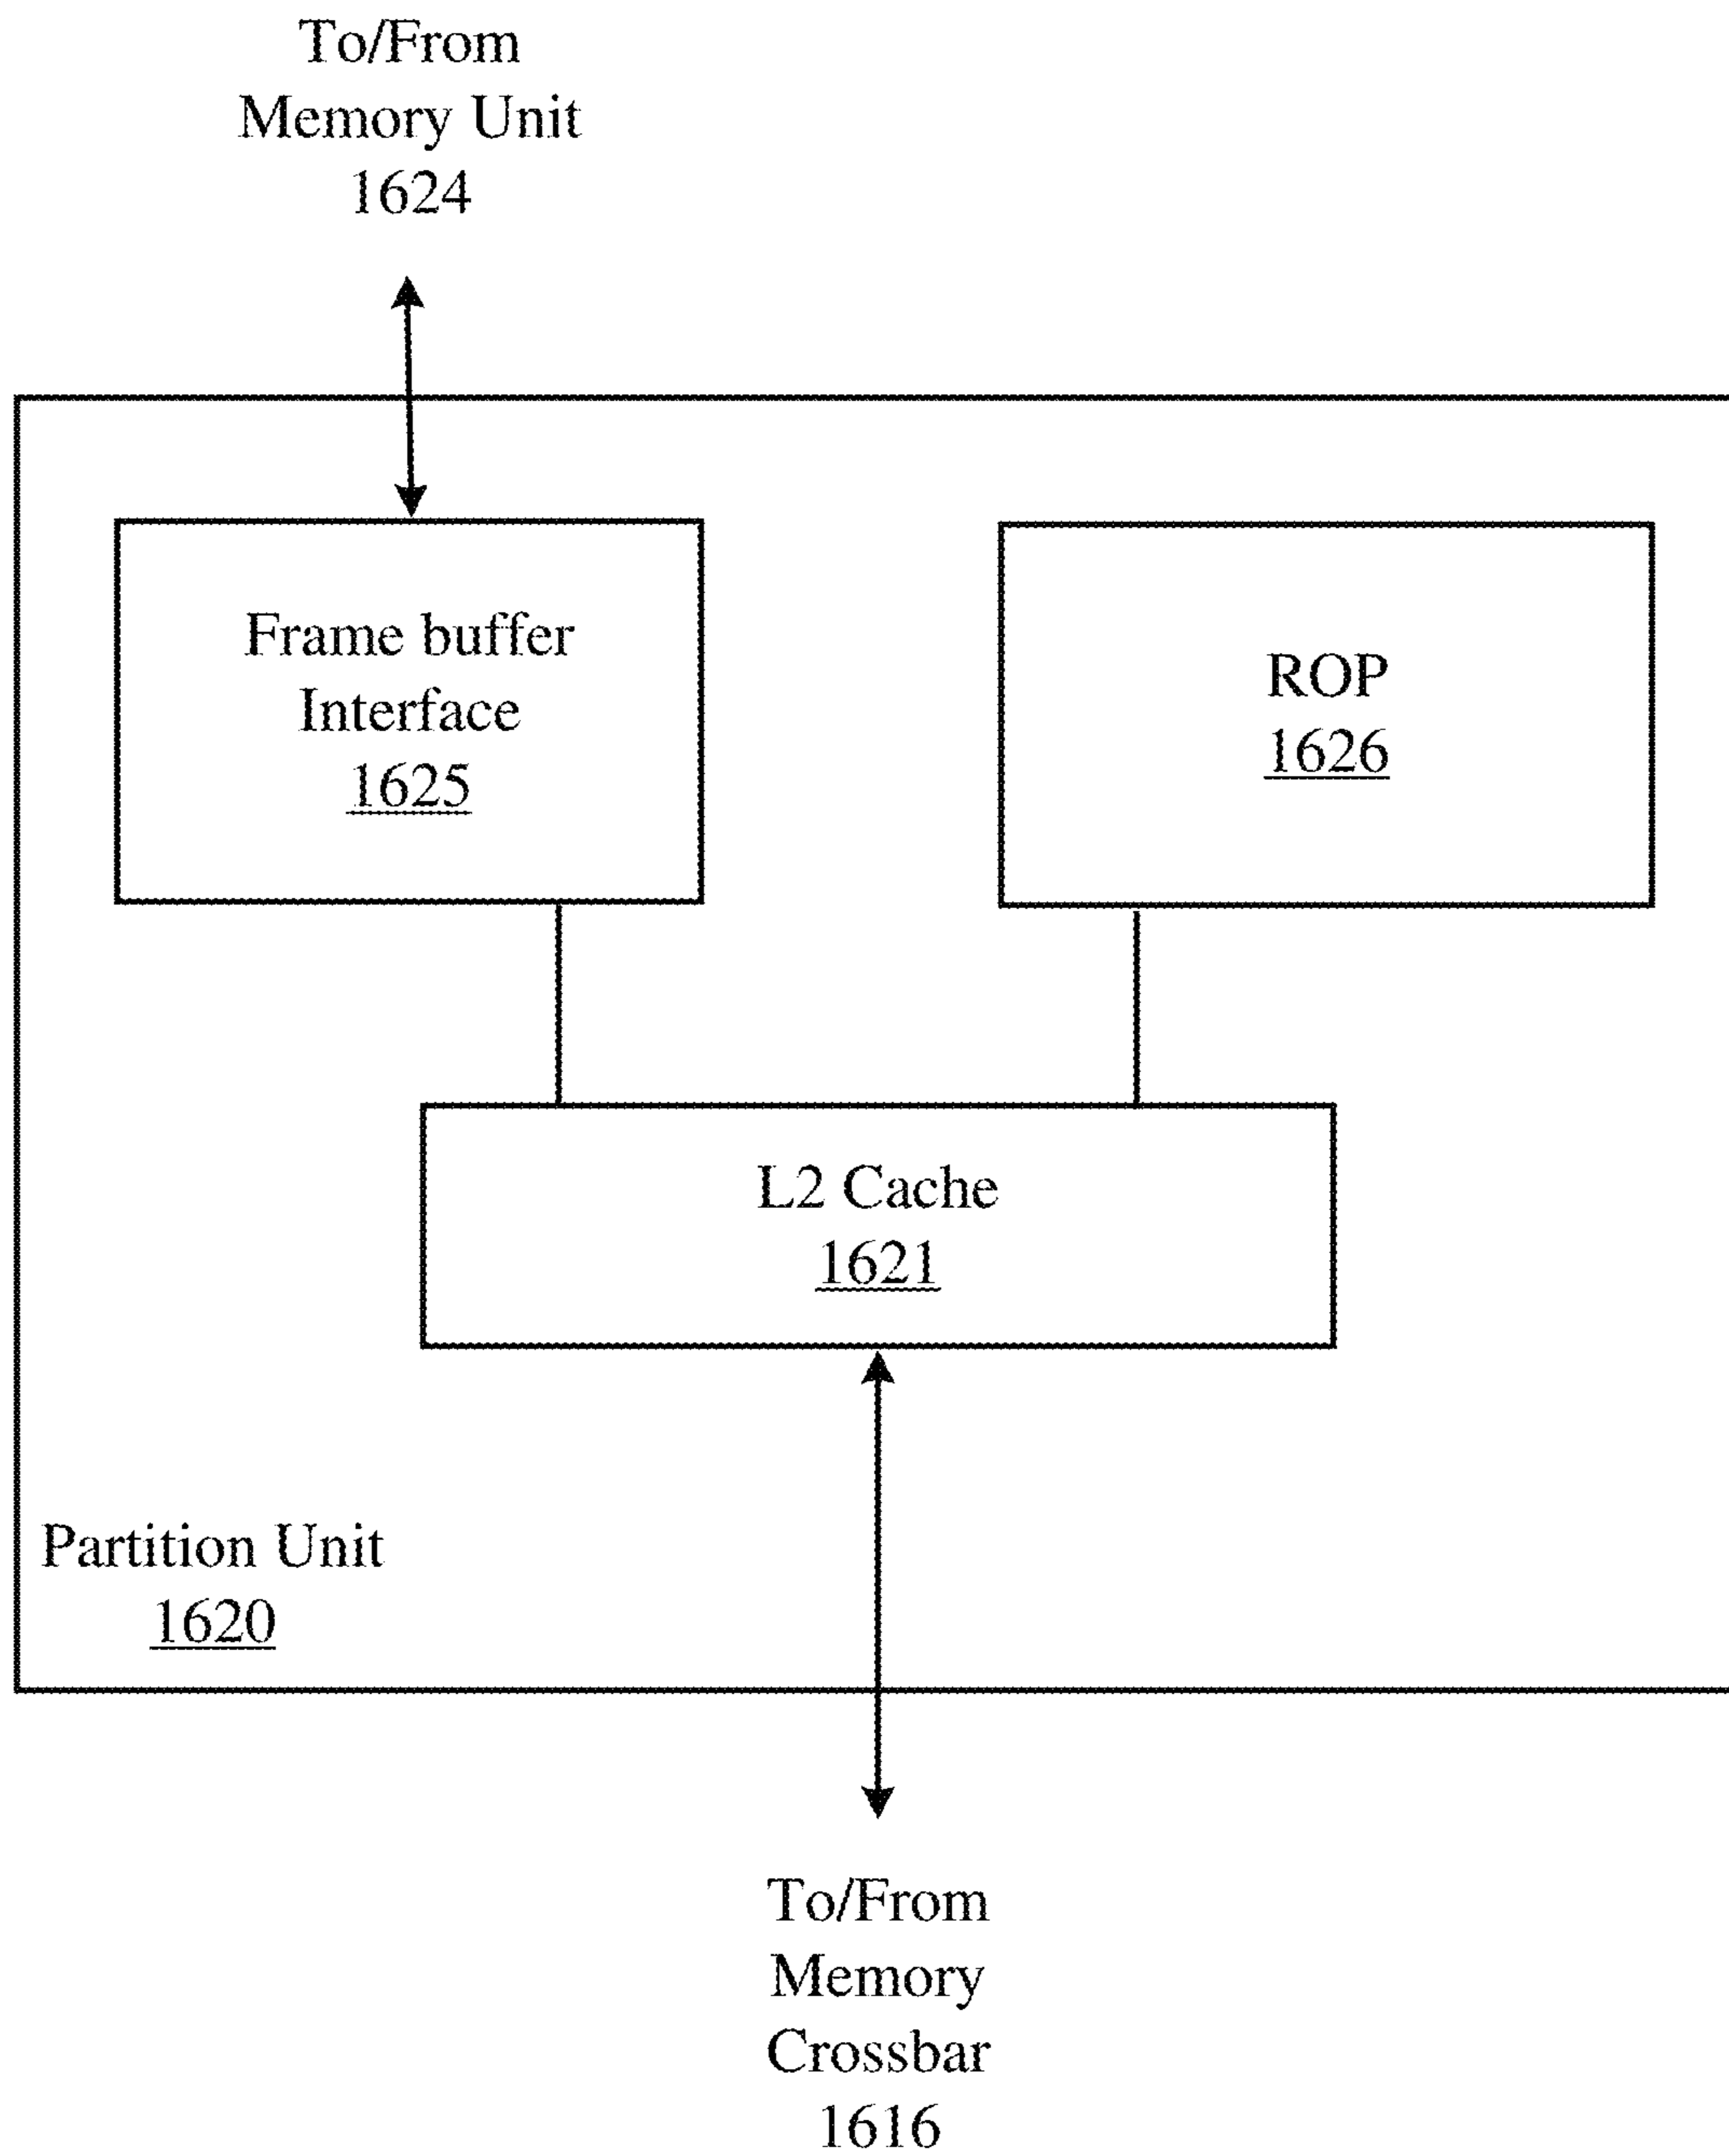 To/From
Memory Unit
1624
Frame buffer
Interface
1625
ROP
1626
L2 Cache
1621
Partition Unit
1620
To/From
Memory
Crossbar
1616